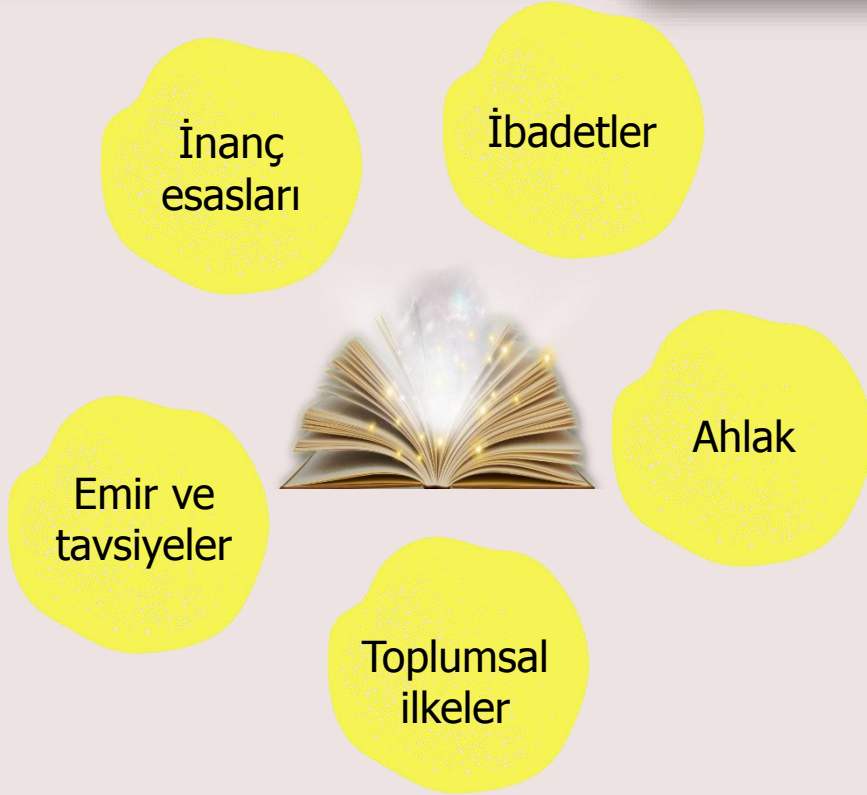 İnanç
esasları
İbadetler
Ahlak
Emir ve
tavsiyeler
Toplumsal
ilkeler